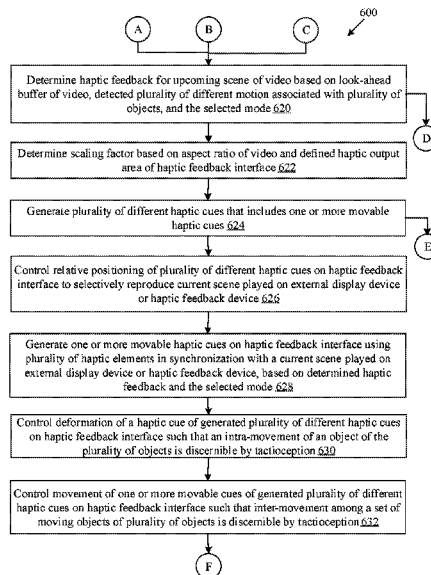 600
A B C
Determine haptic feedback for upcoming scene of video based on look-ahead
buffer of video, detected plurality of different motion associated with plurality of
objects, and the selected mode 620
D
Determine scaling factor based on aspect ratio of video and defined haptic output
area of haptic feedback interface 622
Generate plurality of different haptic cues that includes one or more movable
haptic cues 624
E
Control relative positioning of plurality of different haptic cues on haptic feedback
interface to selectively reproduce current scene played on external display device
or haptic feedback device 626
Generate one or more movable haptic cues on haptic feedback interface using
plurality of haptic elements in synchronization with a current scene played on
external display device or haptic feedback device, based on determined haptic
feedback and the selected mode 628
Control deformation of a haptic cue of generated plurality of different haptic cues
on haptic feedback interface such that an intra-movement of an object of the
plurality of objects is discernible by tactioception 630
Control movement of one or more movable cues of generated plurality of different
haptic cues on haptic feedback interface such that inter-movement among a set of
moving objects of plurality of objects is discernible by tactioception 632
F